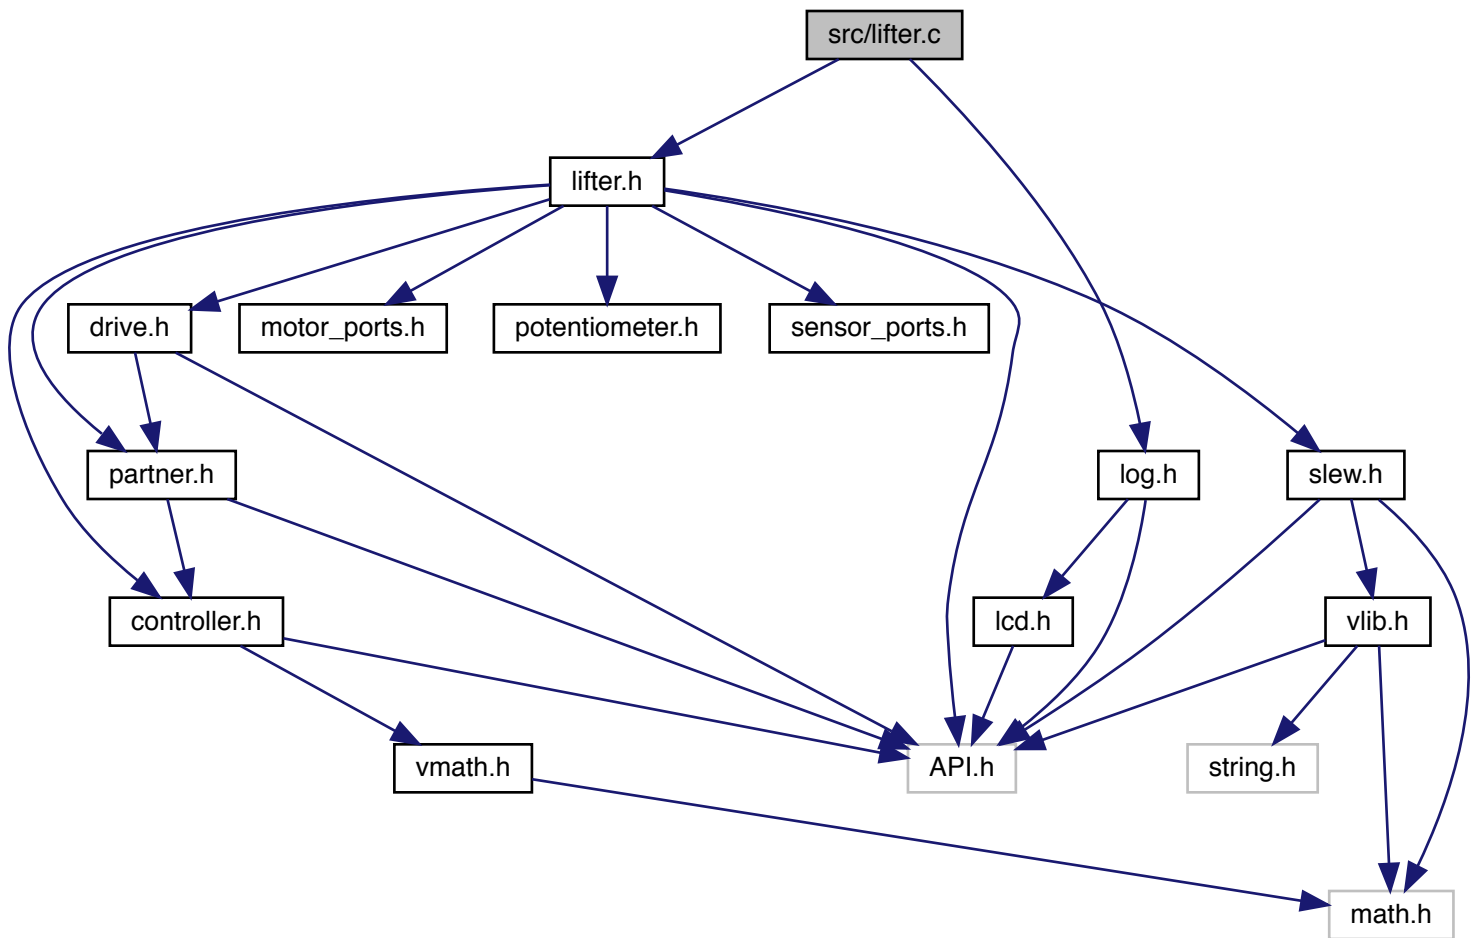 src/lifter.c
lifter.h
drive.h
motor_ports.h
potentiometer.h
sensor_ports.h
partner.h
log.h
slew.h
controller.h
lcd.h
vlib.h
vmath.h
API.h
string.h
math.h